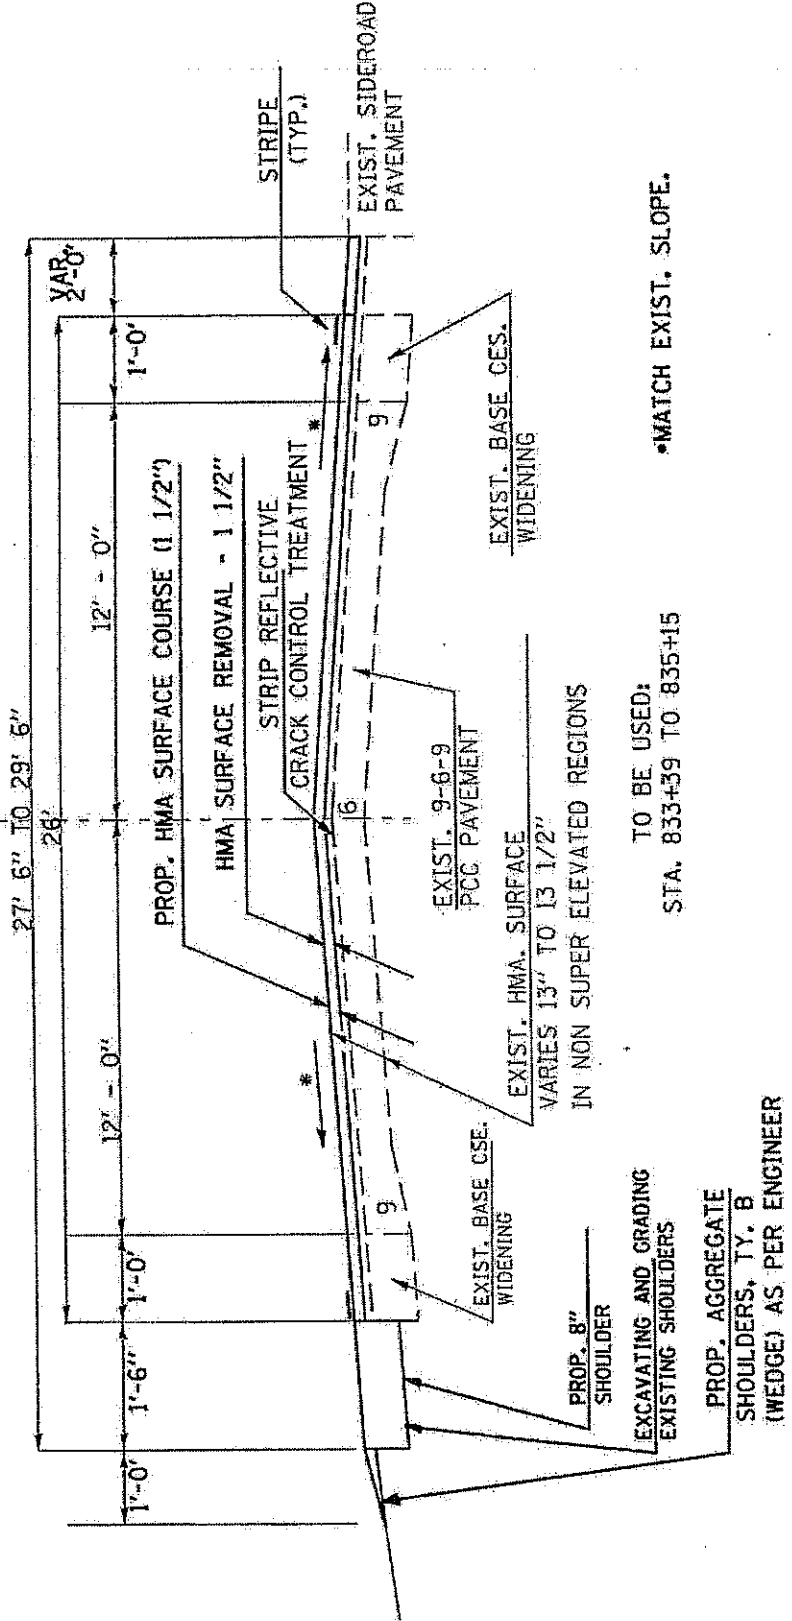 27' 6" TO 29' 6"
26'
VAR.
2'-0"
1'-0'
1'-6"
1'-0'
12' - 0"
12' - 0"
1'-0'
PROP. HMA SURFACE COURSE (1 1/2")
HMA SURFACE REMOVAL - 1 1/2"
STRIP REFLECTIVE
CRACK CONTROL TREATMENT
STRIPE
(TYP.)
EXIST. SIDEROAD
PAVEMENT
*
*
9
6
9
EXIST. BASE CSE.
WIDENING
EXIST. 9-6-9
PCC PAVEMENT
EXIST. BASE CES.
WIDENING
EXIST. HMA. SURFACE
VARIES 13" TO 13 1/2"
IN NON SUPER ELEVATED REGIONS
PROP. 8"
SHOULDER
EXCAVATING AND GRADING
EXISTING SHOULDERS
PROP. AGGREGATE
SHOULDERS, TY. B
(WEDGE) AS PER ENGINEER
TO BE USED:
STA. 833+39 TO 835+15
*MATCH EXIST. SLOPE.